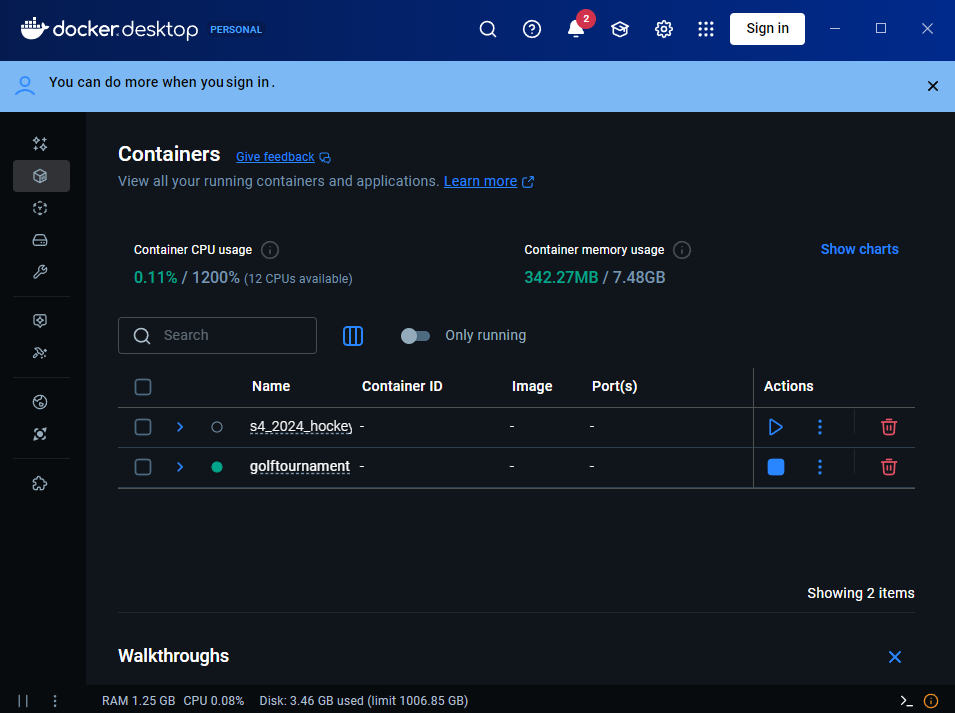 docker.desktop PERSONAL 2 Sign in
You can do more when you sign in.
Containers Give feedback
View all your running containers and applications. Learn more
Container CPU usage Container memory usage Show charts
0.11% / 1200% (12 CPUs available) 342.27MB / 7.48GB
Search Only running
Name Container ID Image Port(s) Actions
s4_2024_hockey - - -
golftournament - - -
Showing 2 items
Walkthroughs
RAM 1.25 GB CPU 0.08% Disk: 3.46 GB used (limit 1006.85 GB)